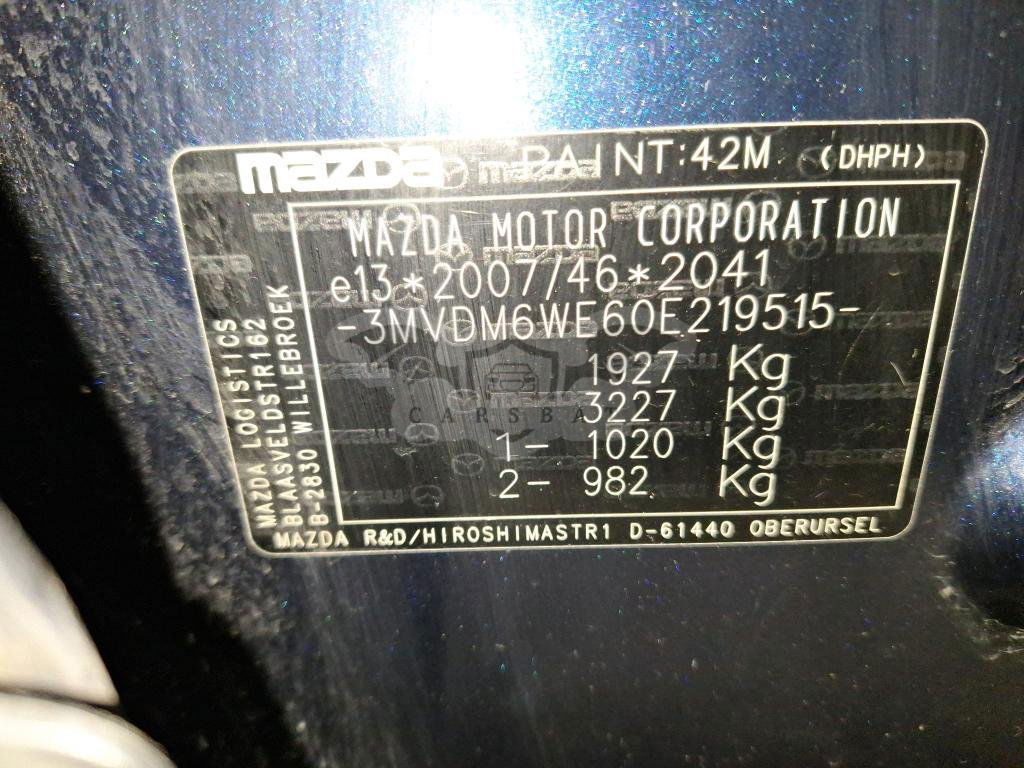 mazda PAINT:42M (DHPH)
MAZDA MOTOR CORPORATION
e13*2007/46*2041
-3MVDM6WE60E219515-
1927 Kg
3227 Kg
1- 1020 Kg
2- 982 Kg
MAZDA LOGISTICS
BLAASVELDSTR162
B-2830 WILLEBROEK
MAZDA R&D/HIROSHIMASTR1 D-61440 OBERURSEL
CARSBAT